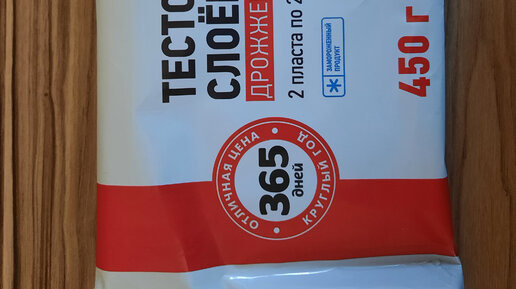 ТЕСТО
СЛОЁ
ДРОЖЖЕ
2 пласта по 2
ЗАМОРОЖЕННЫЙ
ПРОДУКТ
450 г
ОТЛИЧНАЯ ЦЕНА
365
дней
КРУГЛЫЙ ГОД